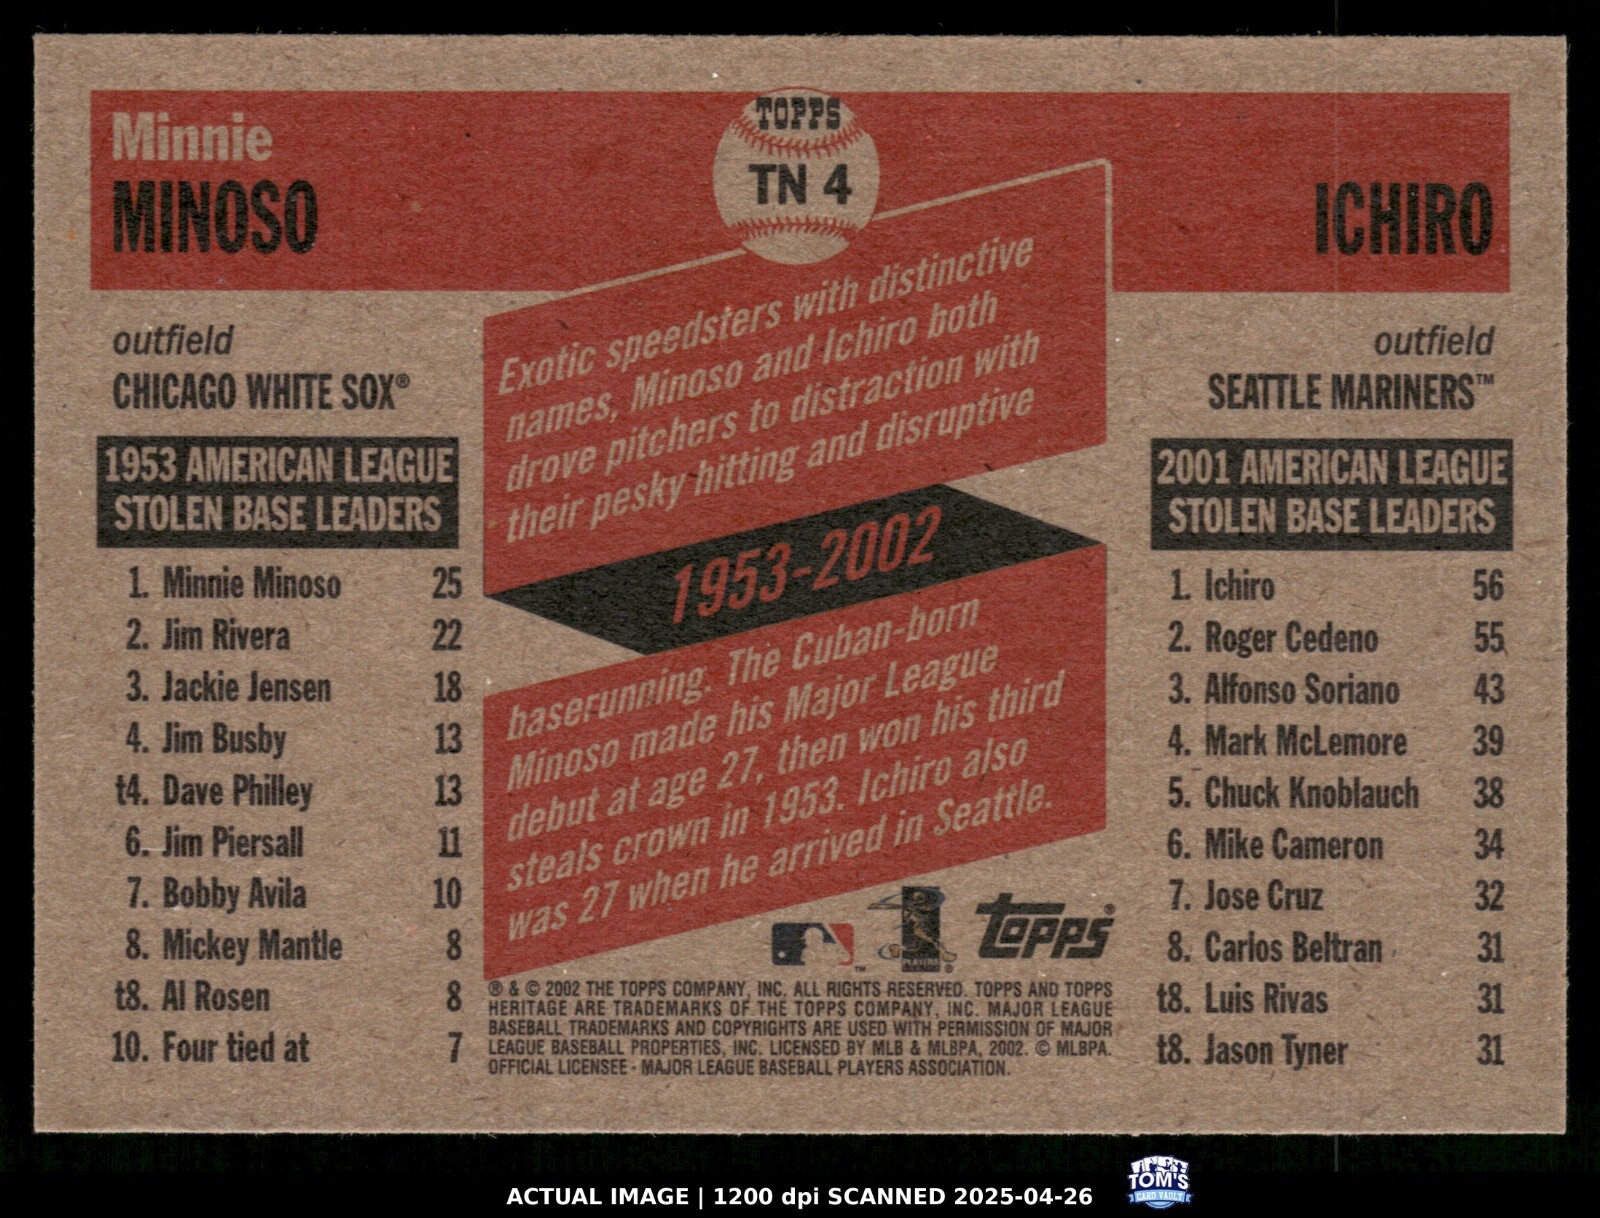 Minnie
MINOSO
TOPPS
TN 4
ICHIRO
outfield
CHICAGO WHITE SOX®
1953 AMERICAN LEAGUE
STOLEN BASE LEADERS
1. Minnie Minoso 25
2. Jim Rivera 22
3. Jackie Jensen 18
4. Jim Busby 13
t4. Dave Philley 13
6. Jim Piersall 11
7. Bobby Avila 10
8. Mickey Mantle 8
t8. Al Rosen 8
10. Four tied at 7
Exotic speedsters with distinctive
names, Minoso and Ichiro both
drove pitchers to distraction with
their pesky hitting and disruptive
1953-2002
baserunning. The Cuban-born
Minoso made his Major League
debut at age 27, then won his third
steals crown in 1953. Ichiro also
was 27 when he arrived in Seattle.
topps®
® & © 2002 THE TOPPS COMPANY, INC. ALL RIGHTS RESERVED. TOPPS AND TOPPS
HERITAGE ARE TRADEMARKS OF THE TOPPS COMPANY, INC. MAJOR LEAGUE
BASEBALL TRADEMARKS AND COPYRIGHTS ARE USED WITH PERMISSION OF MAJOR
LEAGUE BASEBALL PROPERTIES, INC. LICENSED BY MLB & MLBPA, 2002. © MLBPA.
OFFICIAL LICENSEE - MAJOR LEAGUE BASEBALL PLAYERS ASSOCIATION.
outfield
SEATTLE MARINERS™
2001 AMERICAN LEAGUE
STOLEN BASE LEADERS
1. Ichiro 56
2. Roger Cedeno 55
3. Alfonso Soriano 43
4. Mark McLemore 39
5. Chuck Knoblauch 38
6. Mike Cameron 34
7. Jose Cruz 32
8. Carlos Beltran 31
t8. Luis Rivas 31
t8. Jason Tyner 31
ACTUAL IMAGE | 1200 dpi SCANNED 2025-04-26
TOM'S
CARD VAULT